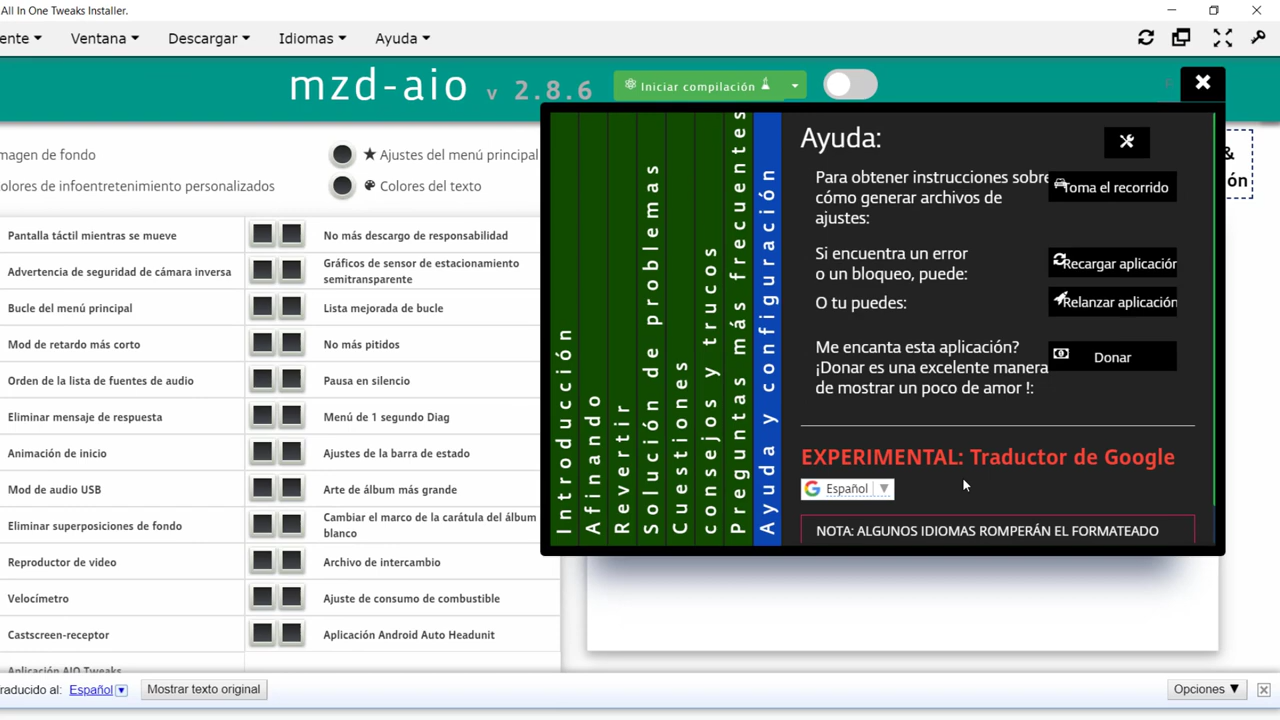 All In One Tweaks Installer.
ente
Ventana
Descargar
Idiomas
Ayuda
mzd-aio v 2.8.6
Iniciar compilación
magen de fondo
★ Ajustes del menú principal
olores de infoentretenimiento personalizados
Colores del texto
&
ón
Pantalla táctil mientras se mueve
No más descargo de responsabilidad
Advertencia de seguridad de cámara inversa
Gráficos de sensor de estacionamiento
semitransparente
Bucle del menú principal
Lista mejorada de bucle
Mod de retardo más corto
No más pitidos
Orden de la lista de fuentes de audio
Pausa en silencio
Eliminar mensaje de respuesta
Menú de 1 segundo Diag
Animación de inicio
Ajustes de la barra de estado
Mod de audio USB
Arte de álbum más grande
Eliminar superposiciones de fondo
Cambiar el marco de la carátula del álbum
blanco
Reproductor de video
Archivo de intercambio
Velocímetro
Ajuste de consumo de combustible
Castscreen-receptor
Aplicación Android Auto Headunit
Aplicación AIO Tweaks
Introducción
Afinando
Revertir
Solución de problemas
Cuestiones
consejos y trucos
Preguntas más frecuentes
Ayuda y configuración
Ayuda:
Para obtener instrucciones sobre
cómo generar archivos de
ajustes:
Toma el recorrido
Si encuentra un error
o un bloqueo, puede:
Recargar aplicación
O tu puedes:
Relanzar aplicación
Me encanta esta aplicación?
¡Donar es una excelente manera
de mostrar un poco de amor !:
Donar
EXPERIMENTAL: Traductor de Google
Español
NOTA: ALGUNOS IDIOMAS ROMPERÁN EL FORMATEADO
raducido al: Español
Mostrar texto original
Opciones ▼